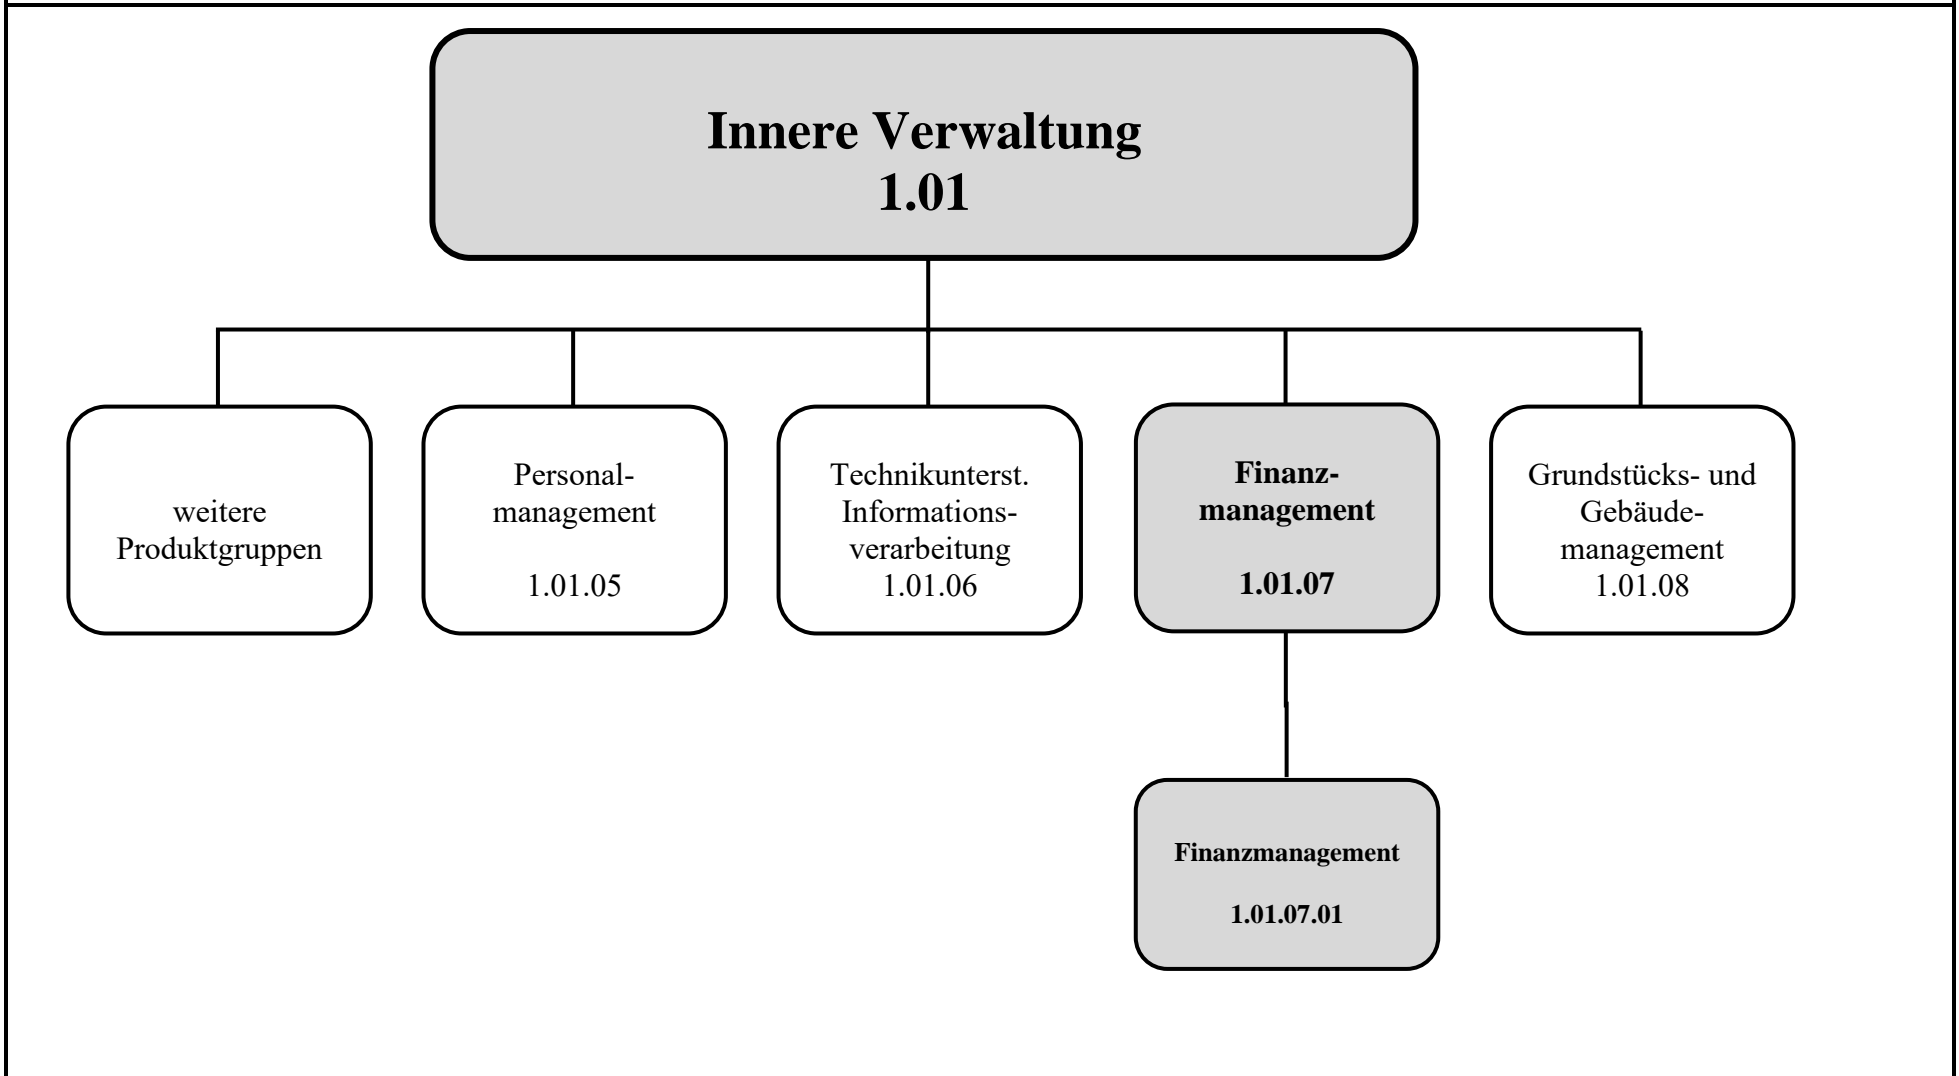 Innere Verwaltung
1.01
weitere
Produktgruppen
Personal-
management
1.01.05
Technikunterst.
Informations-
verarbeitung
1.01.06
Finanz-
management
1.01.07
Grundstücks- und
Gebäude-
management
1.01.08
Finanzmanagement
1.01.07.01